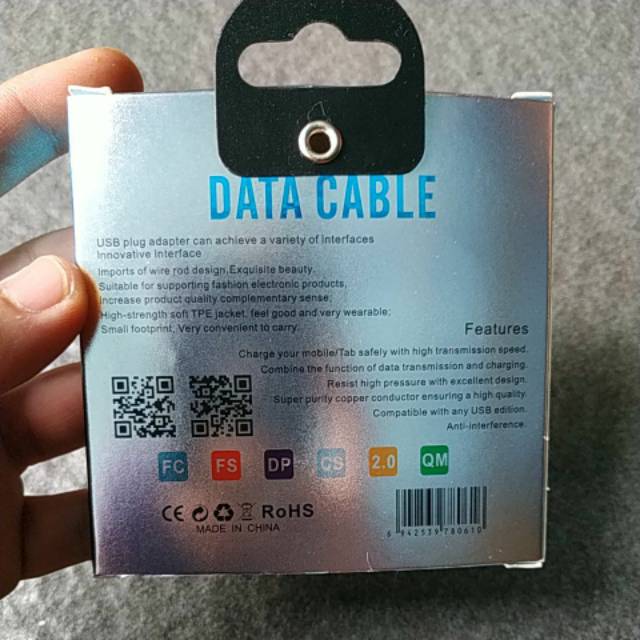 DATA CABLE
USB plug adapter can achieve a variety of Interfaces
Innovative Interface
Imports of wire rod design,Exquisite beauty.
Suitable for supporting fashion electronic products,
Increase product quality complementary sense;
High-strength soft TPE jacket, feel good and very wearable;
Small footprint, Very convenient to carry.
Features
Charge your mobile/Tab safely with high transmission speed.
Combine the function of data transmission and charging.
Resist high pressure with excellent design.
Super purity copper conductor ensuring a high quality.
Compatible with any USB edition.
Anti-interference.
FC FS DP CS 2.0 QM
CE RoHS
MADE IN CHINA
6 942539 780610